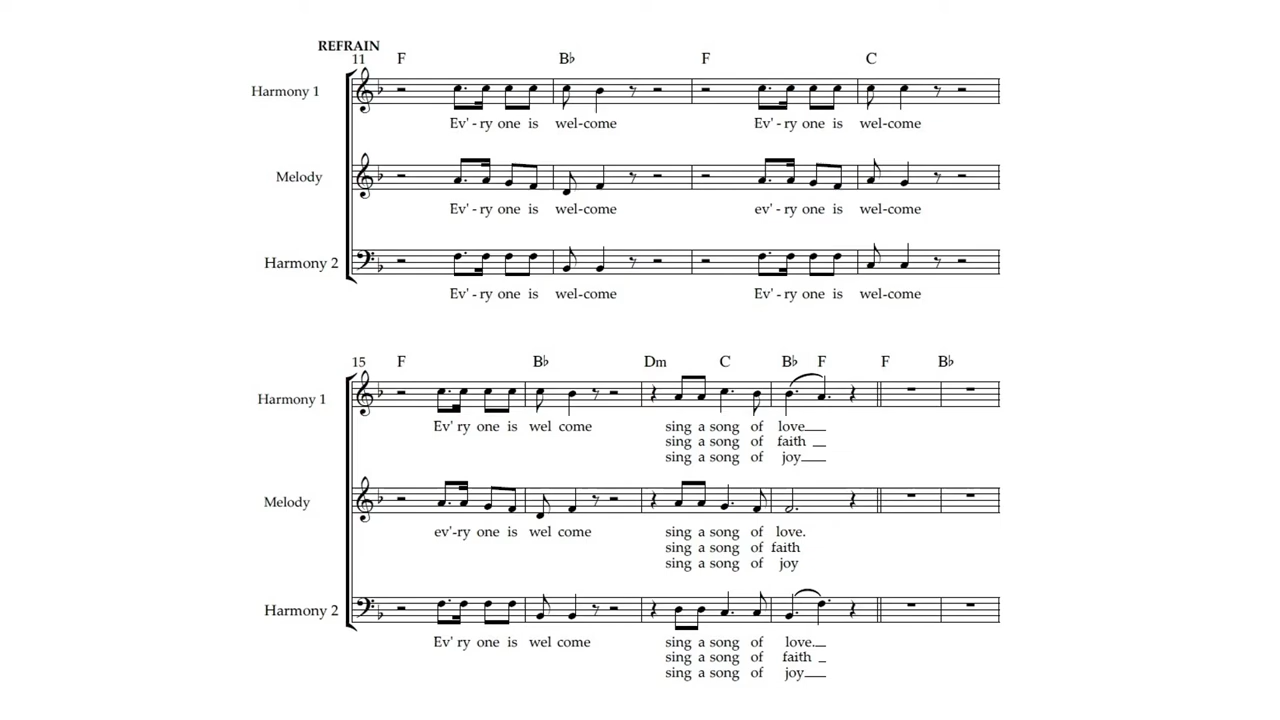 REFRAIN
11 F B♭ F C
Harmony 1
Ev' - ry one is wel-come Ev' - ry one is wel-come
Melody
Ev' - ry one is wel-come ev' - ry one is wel-come
Harmony 2
Ev' - ry one is wel-come Ev' - ry one is wel-come
15 F B♭ Dm C B♭ F F B♭
Harmony 1
Ev' ry one is wel come sing a song of love
sing a song of faith
sing a song of joy
Melody
ev'-ry one is wel come sing a song of love.
sing a song of faith
sing a song of joy
Harmony 2
Ev' ry one is wel come sing a song of love.
sing a song of faith
sing a song of joy